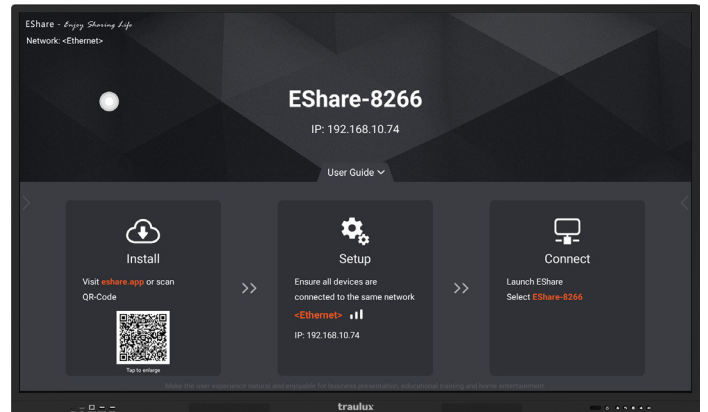 EShare - Enjoy Sharing Life
Network: <Ethernet>
EShare-8266
IP: 192.168.10.74
User Guide
Install
Visit eshare.app or scan
QR-Code
Tap to enlarge
Setup
Ensure all devices are
connected to the same network
<Ethernet>
IP: 192.168.10.74
Connect
Launch EShare
Select EShare-8266
Make the user experience natural and enjoyable for business presentation, educational training and home entertainment
traulux